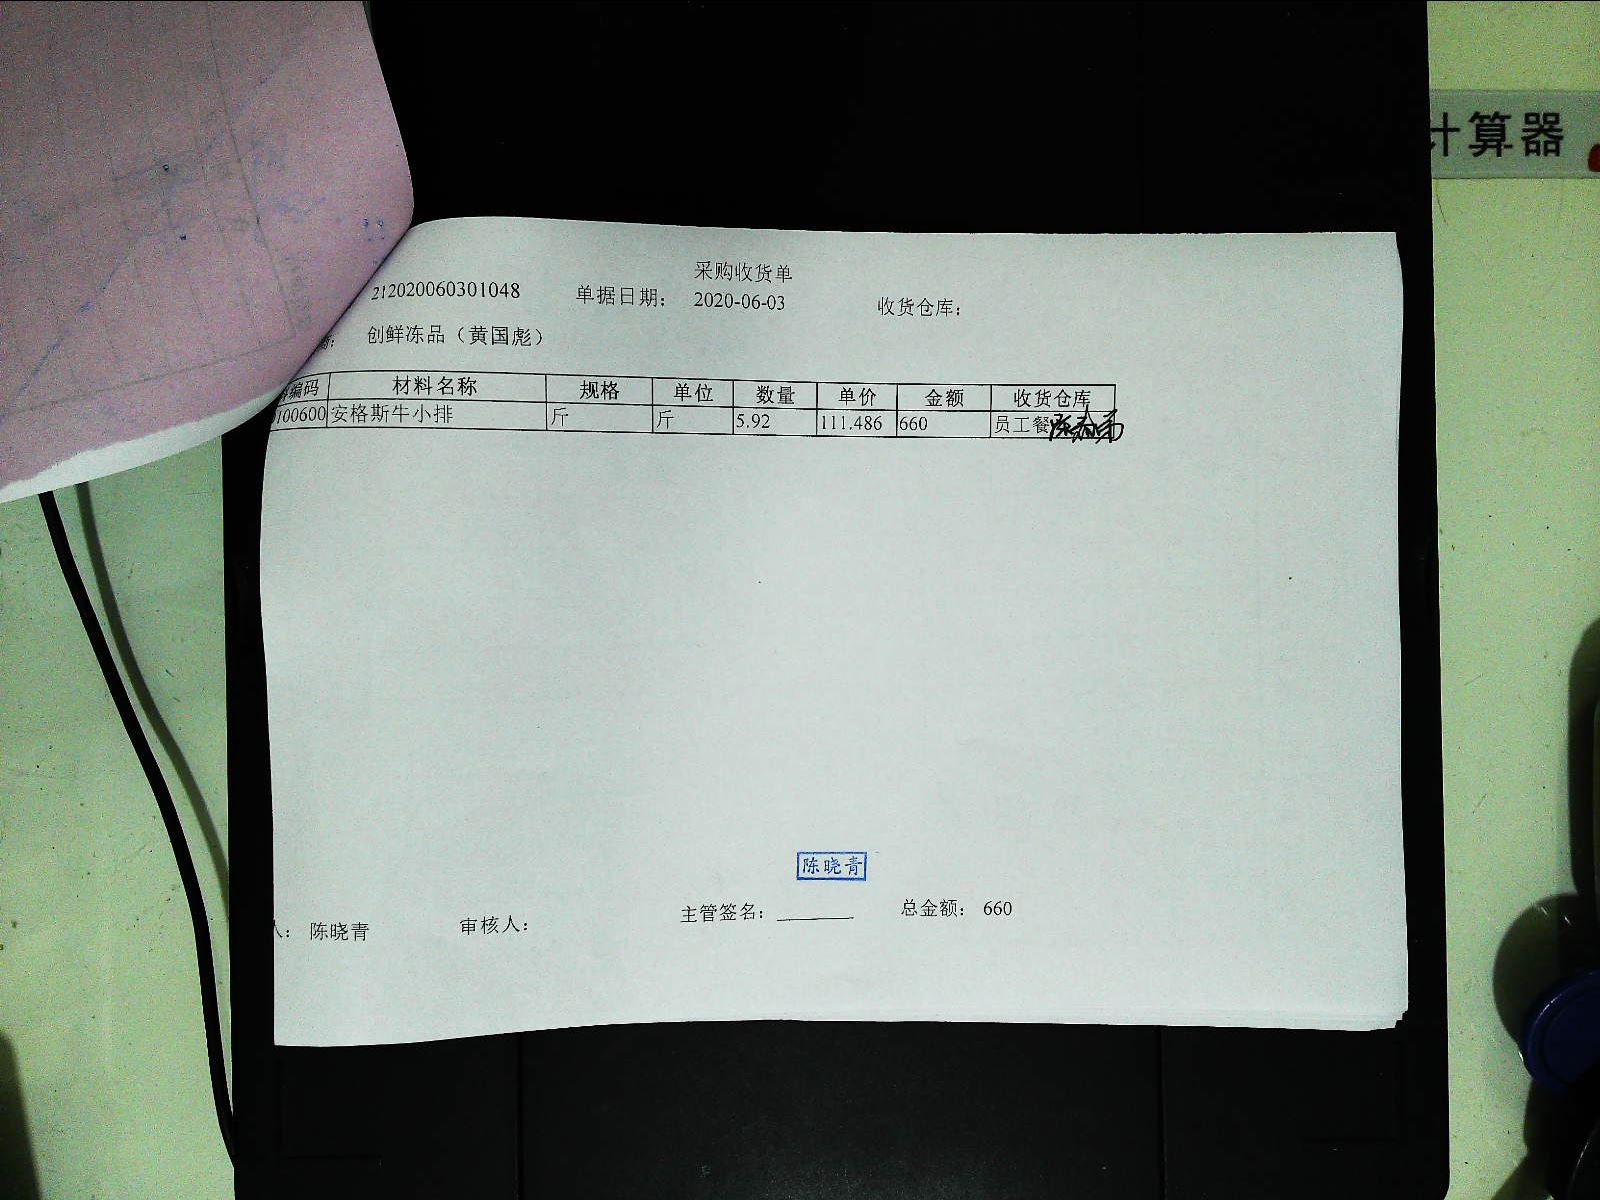 计算器
采购收货单
212020060301048 单据日期: 2020-06-03 收货仓库:
创鲜冻品（黄国彪）
编码 材料名称 规格 单位 数量 单价 金额 收货仓库
100600 安格斯牛小排 斤 斤 5.92 111.486 660 员工餐
陈晓青
人: 陈晓青 审核人: 主管签名: ________ 总金额: 660